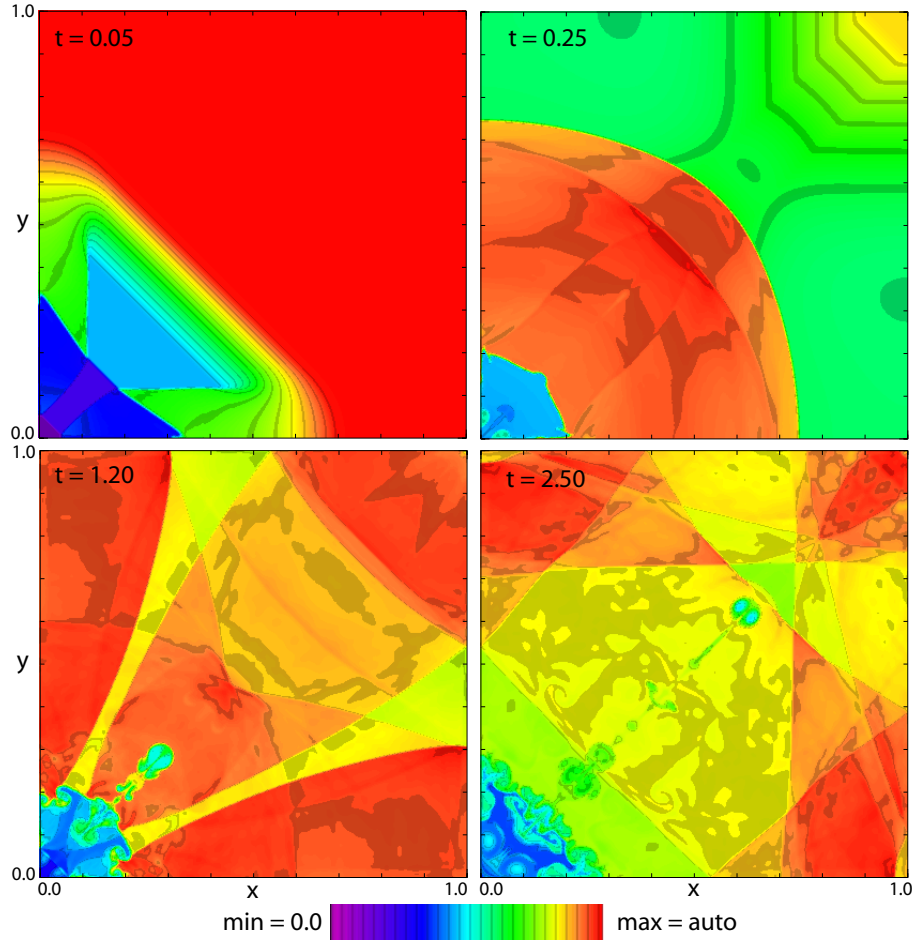 1.0
t = 0.05
t = 0.25
y
0.0
1.0
t = 1.20
t = 2.50
y
0.0
0.0
x
1.0
0.0
x
1.0
min = 0.0
max = auto